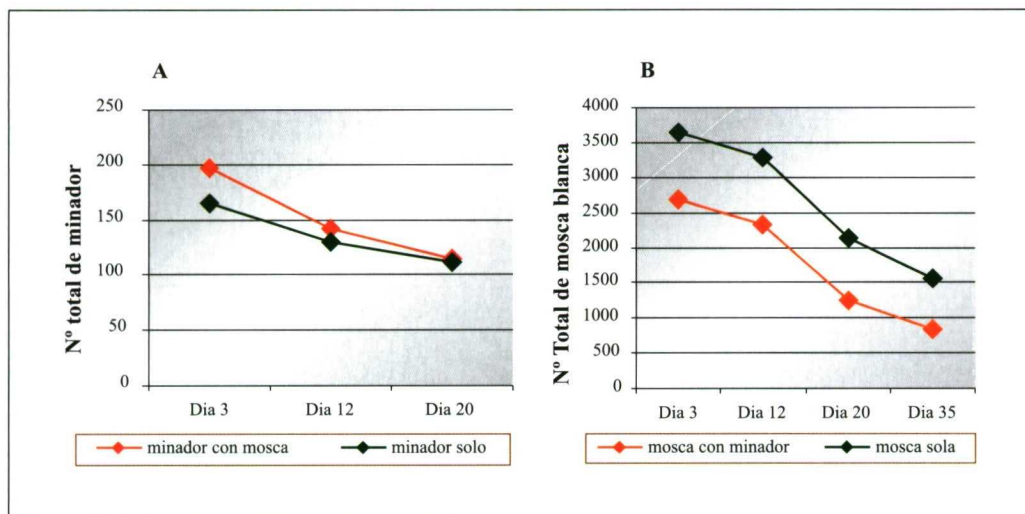 A
Nº total de minador
250
200
150
100
50
0
Dia 3 Dia 12 Dia 20
minador con mosca minador solo
B
Nº Total de mosca blanca
4000
3500
3000
2500
2000
1500
1000
500
0
Dia 3 Dia 12 Dia 20 Dia 35
mosca con minador mosca sola